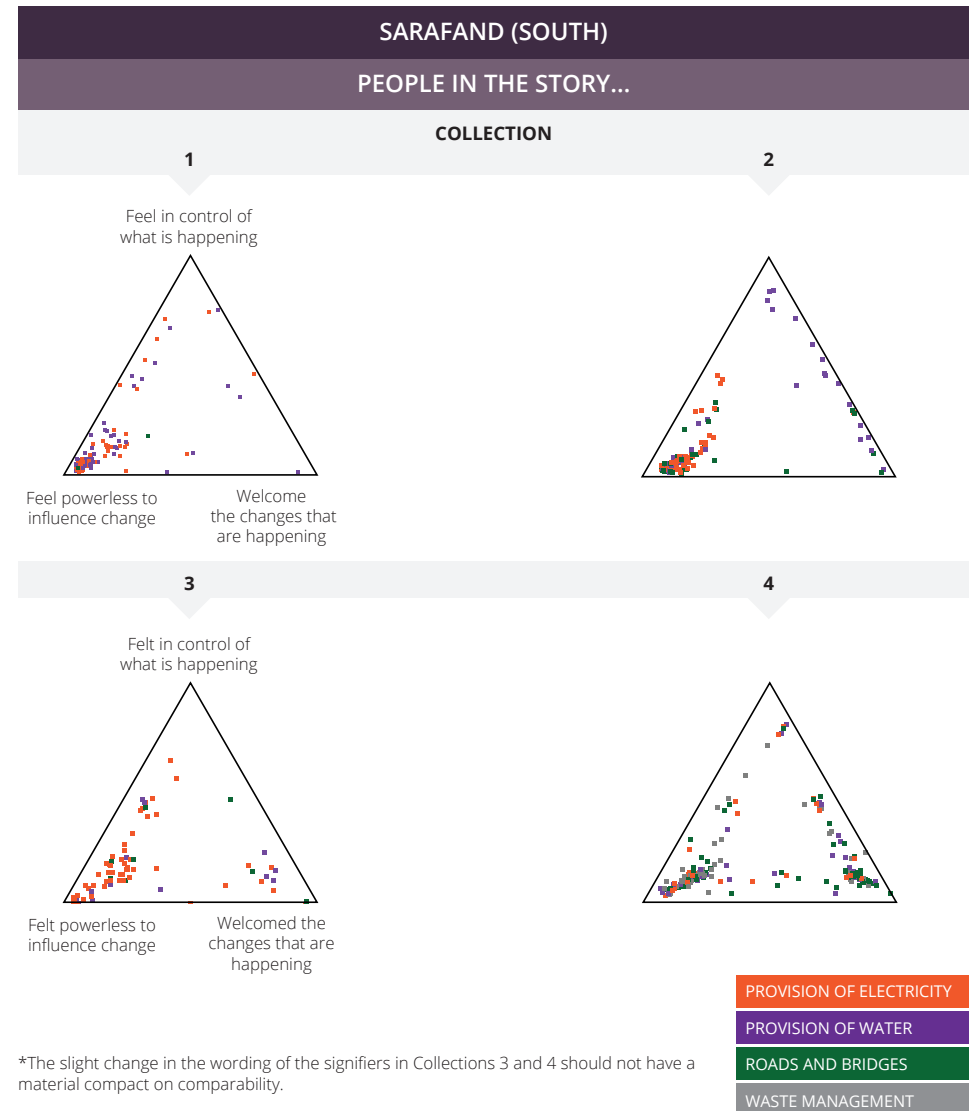 SARAFAND (SOUTH)
PEOPLE IN THE STORY...
COLLECTION
1
2
Feel in control of
what is happening
Feel powerless to
influence change
Welcome
the changes that
are happening
3
4
Felt in control of
what is happening
Felt powerless to
influence change
Welcomed the
changes that are
happening
PROVISION OF ELECTRICITY
PROVISION OF WATER
ROADS AND BRIDGES
WASTE MANAGEMENT
*The slight change in the wording of the signifiers in Collections 3 and 4 should not have a
material compact on comparability.